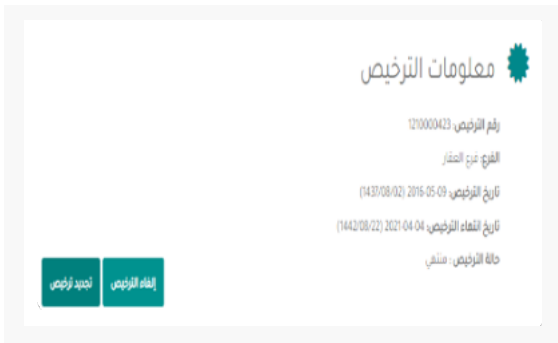 معلومات الترخيص
رقم الترخيص: 1210000423
الفرع: فرع العقار
تاريخ الترخيص: 09-05-2016 (1437/08/02)
تاريخ انتهاء الترخيص: 04-04-2021 (1442/08/22)
حالة الترخيص : منتهي
إلغاء الترخيص
تجديد ترخيص